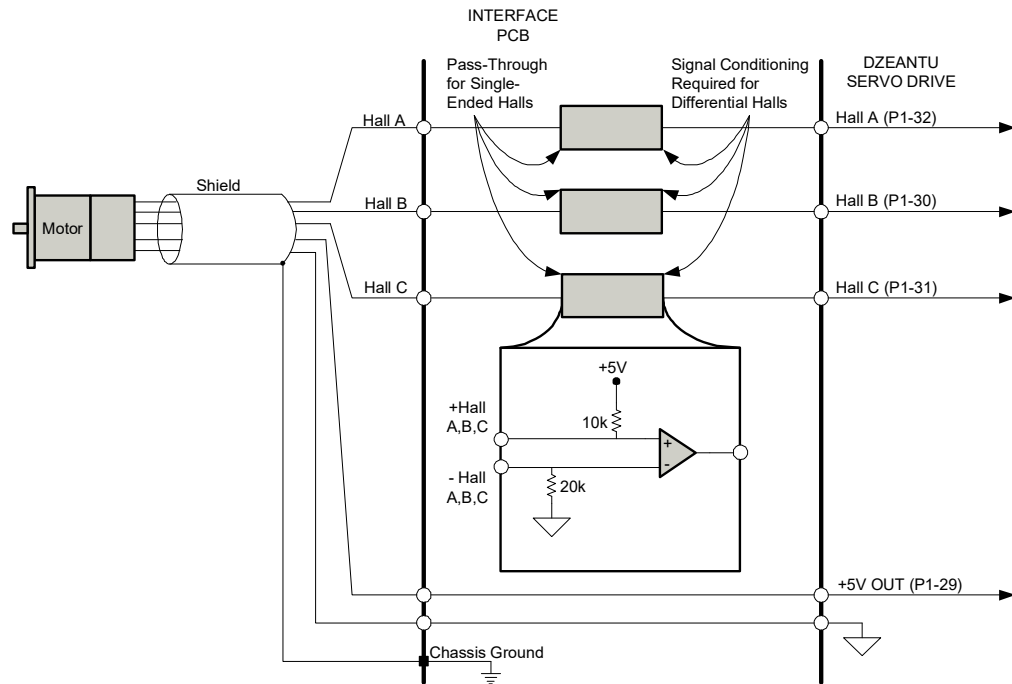 INTERFACE
PCB
Pass-Through
for Single-
Ended Halls
Signal Conditioning
Required for
Differential Halls
DZEANTU
SERVO DRIVE
Hall A
Hall A (P1-32)
Shield
Motor
Hall B
Hall B (P1-30)
Hall C
Hall C (P1-31)
+5V
+Hall
A,B,C
10k
+
-
- Hall
A,B,C
20k
+5V OUT (P1-29)
Chassis Ground